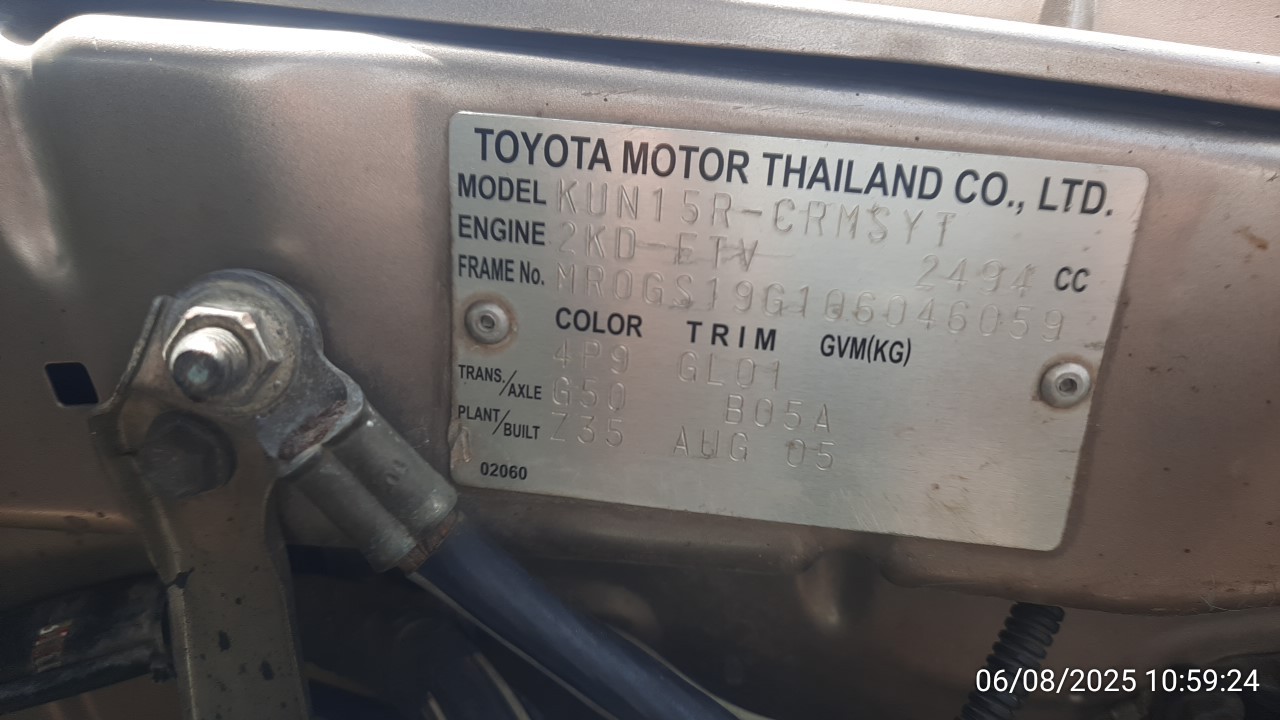 TOYOTA MOTOR THAILAND CO., LTD.
MODEL KUN15R-CRMSYT
ENGINE 2KD-FTV 2494 CC
FRAME No. MR0GS19G106046059
COLOR TRIM GVM(KG)
4P9 GL01
TRANS./AXLE G50 B05A
PLANT/BUILT Z35 AUG 05
02060
06/08/2025 10:59:24